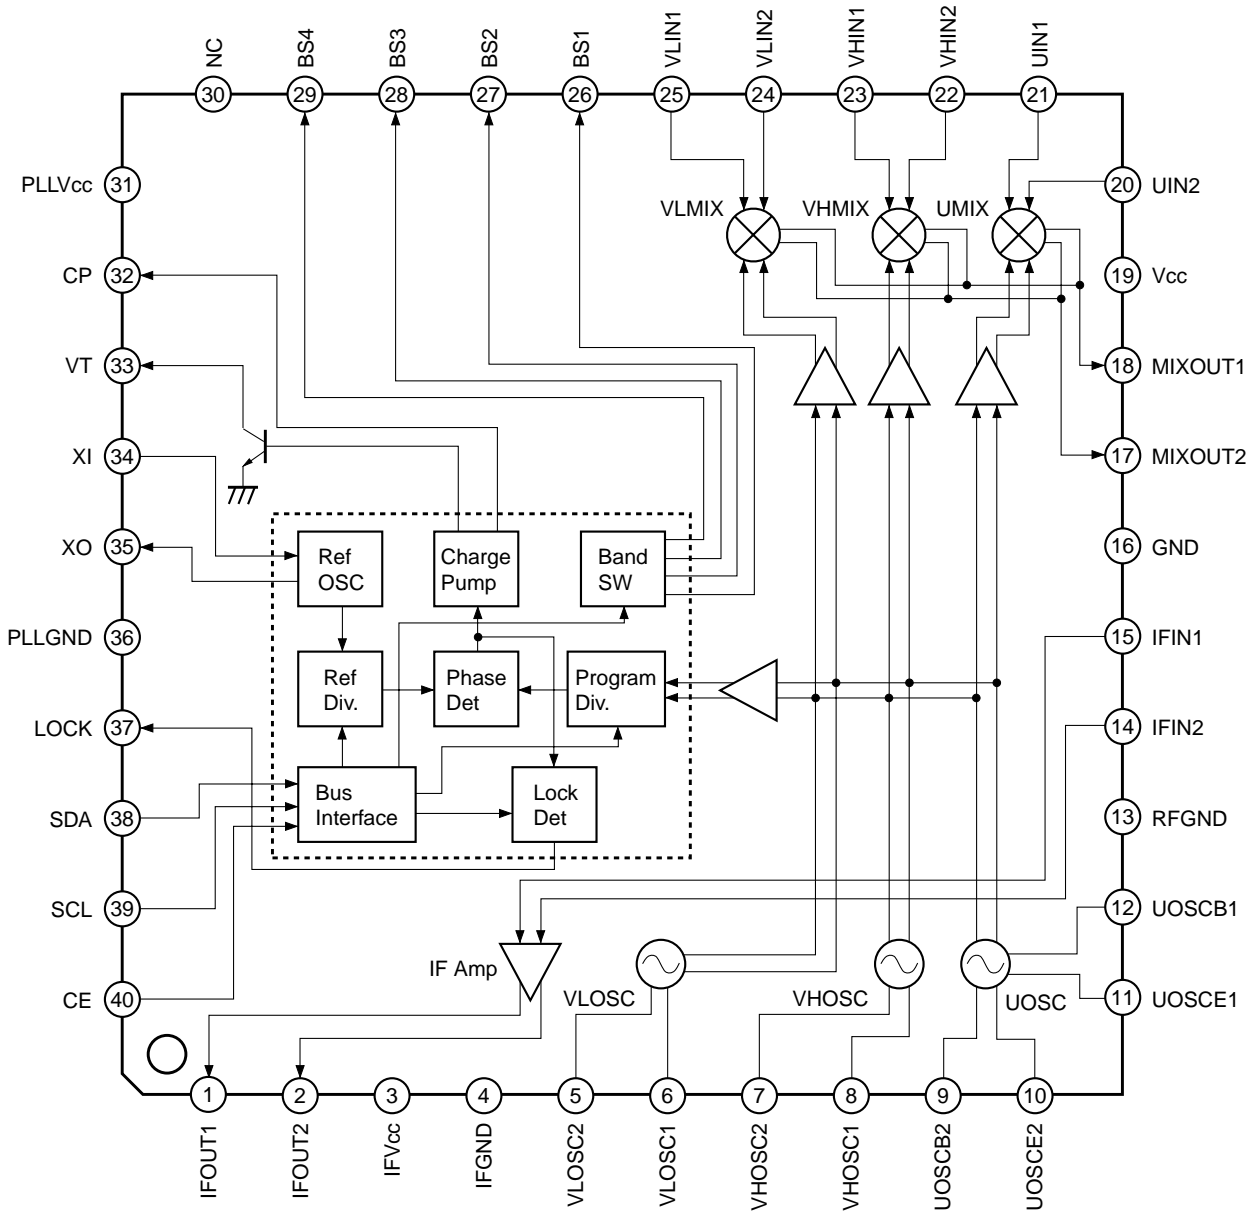 NC
BS4
BS3
BS2
BS1
VLIN1
VLIN2
VHIN1
VHIN2
UIN1
30
29
28
27
26
25
24
23
22
21
PLLVcc
31
20
UIN2
VLMIX
VHMIX
UMIX
CP
32
19
Vcc
VT
33
18
MIXOUT1
XI
34
17
MIXOUT2
XO
35
16
GND
Ref
OSC
Charge
Pump
Band
SW
PLLGND
36
15
IFIN1
Ref
Div.
Phase
Det
Program
Div.
LOCK
37
14
IFIN2
Bus
Interface
Lock
Det
SDA
38
13
RFGND
SCL
39
12
UOSCB1
IF Amp
VLOSC
VHOSC
UOSC
CE
40
11
UOSCE1
1
2
3
4
5
6
7
8
9
10
IFOUT1
IFOUT2
IFVcc
IFGND
VLOSC2
VLOSC1
VHOSC2
VHOSC1
UOSCB2
UOSCE2